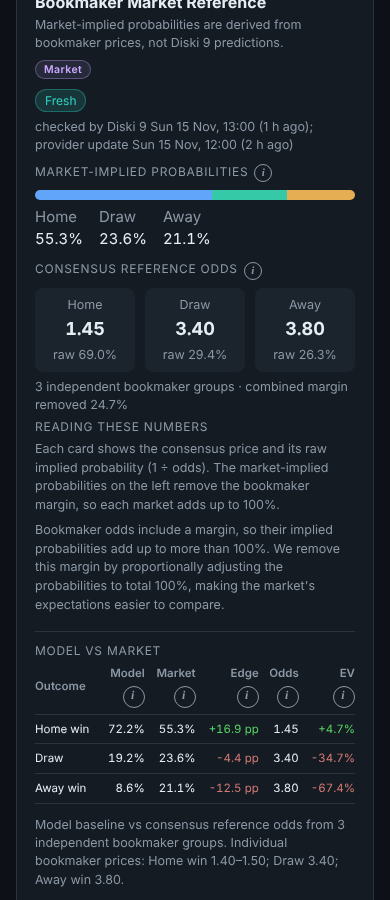 Bookmaker Market Reference
Market-implied probabilities are derived from
bookmaker prices, not Diski 9 predictions.
Market
Fresh
checked by Diski 9 Sun 15 Nov, 13:00 (1 h ago);
provider update Sun 15 Nov, 12:00 (2 h ago)
MARKET-IMPLIED PROBABILITIES i
Home Draw Away
55.3% 23.6% 21.1%
CONSENSUS REFERENCE ODDS i
Home Draw Away
1.45 3.40 3.80
raw 69.0% raw 29.4% raw 26.3%
3 independent bookmaker groups · combined margin
removed 24.7%
READING THESE NUMBERS
Each card shows the consensus price and its raw
implied probability (1 ÷ odds). The market-implied
probabilities on the left remove the bookmaker
margin, so each market adds up to 100%.
Bookmaker odds include a margin, so their implied
probabilities add up to more than 100%. We remove
this margin by proportionally adjusting the
probabilities to total 100%, making the market's
expectations easier to compare.
MODEL VS MARKET
Outcome Model i Market i Edge i Odds i EV i
Home win 72.2% 55.3% +16.9 pp 1.45 +4.7%
Draw 19.2% 23.6% -4.4 pp 3.40 -34.7%
Away win 8.6% 21.1% -12.5 pp 3.80 -67.4%
Model baseline vs consensus reference odds from 3
independent bookmaker groups. Individual
bookmaker prices: Home win 1.40–1.50; Draw 3.40;
Away win 3.80.